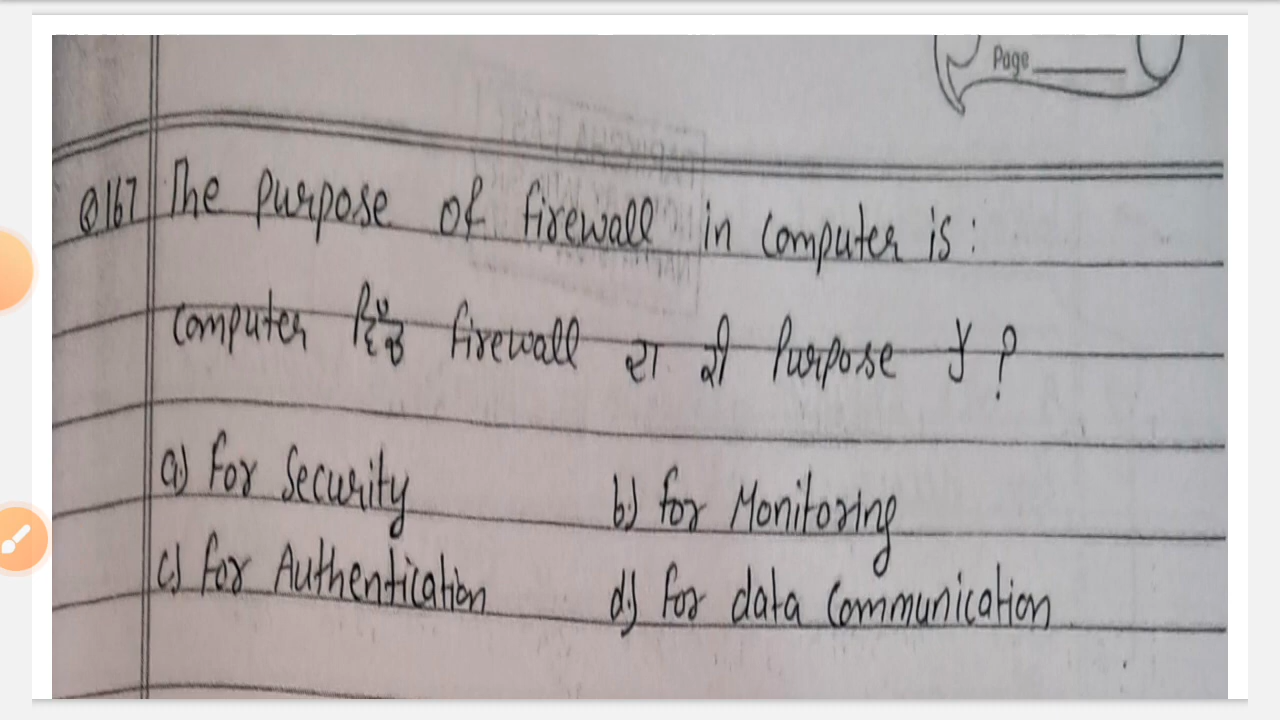 Page
Q167 The purpose of firewall in computer is:
computer ਵਿੱਚ firewall ਦਾ ਕੀ purpose ਏ ?
a) For Security b) for Monitoring
c) for Authentication d) for data Communication